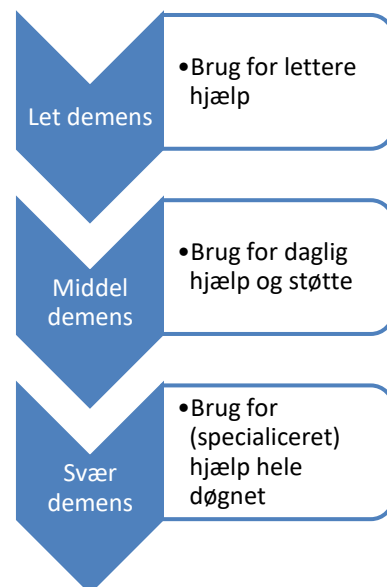 Let demens
•Brug for lettere
hjælp
Middel
demens
•Brug for daglig
hjælp og støtte
Svær
demens
•Brug for
(specialiceret)
hjælp hele
døgnet